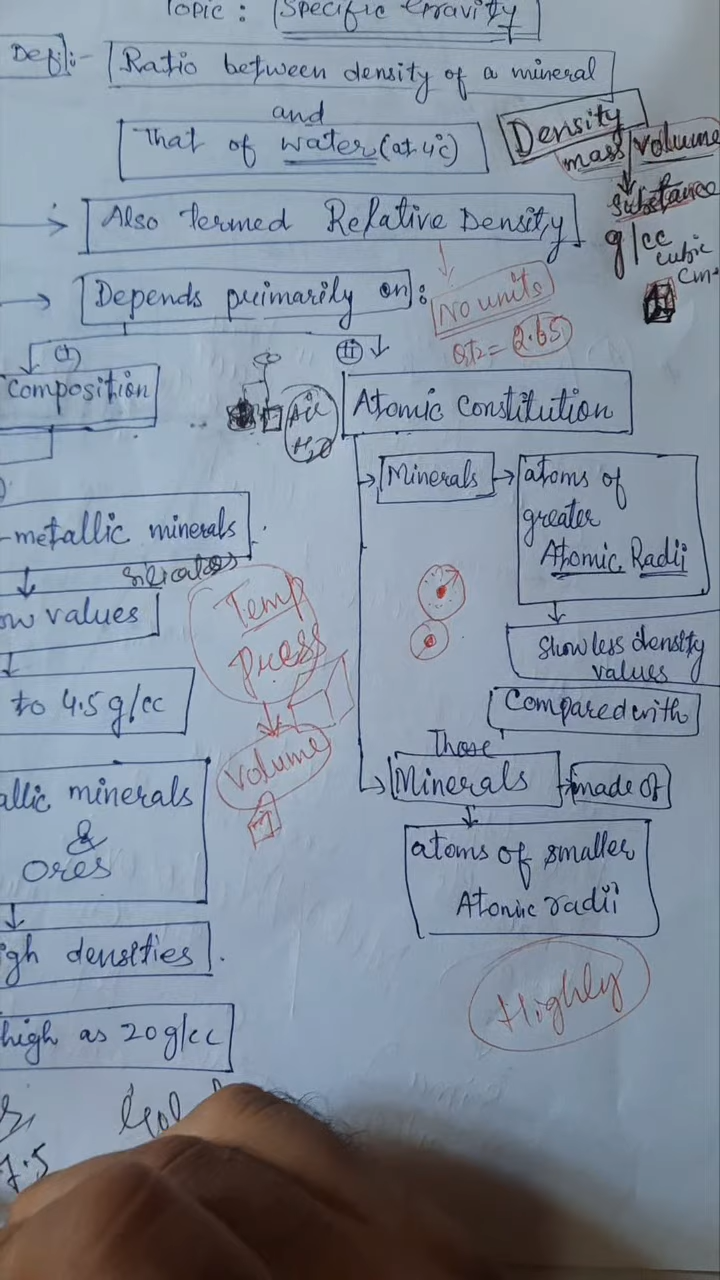 Topic : Specific Gravity
Defi :- Ratio between density of a mineral
and
That of water (at 4°c)
Density
mass / volume
Substance
g/cc
cubic
cm
Also termed Relative Density
No units
Qtz = 2.65
Depends primarily on :
(i)
(ii)
Composition
Air
H2O
Atomic Constitution
Minerals
atoms of
greater
Atomic Radii
-metallic minerals
Silicates
ow values
to 4.5 g/cc
Temp
press
Volume
Show less density
values
Compared with
Those
Minerals
made of
atoms of smaller
Atomic radii
allic minerals
&
Ores
igh densities
high as 20 g/cc
Highly
7.5